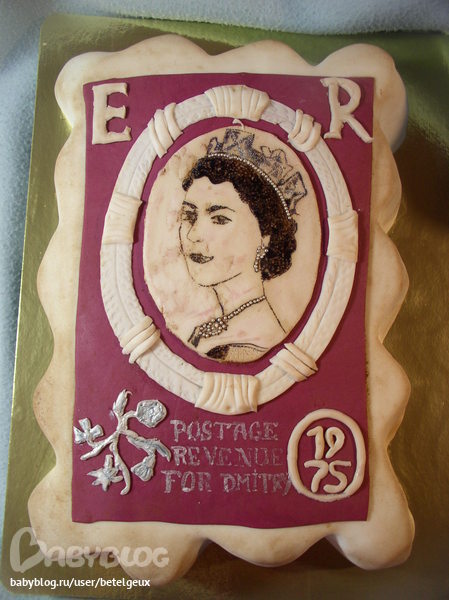 E R
POSTAGE
REVENUE
FOR DMITRY
19
75
BABYBLOG
babyblog.ru/user/betelgeux